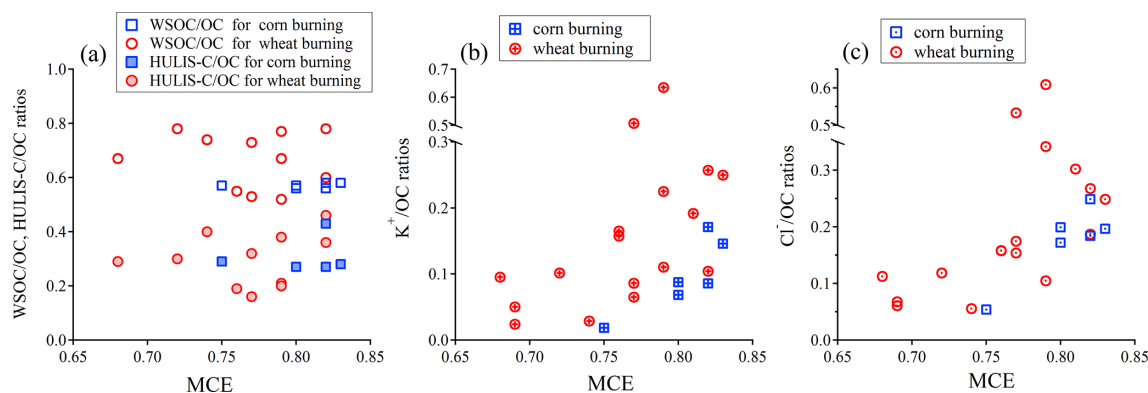 (a)
WSOC/OC for corn burning
WSOC/OC for wheat burning
HULIS-C/OC for corn burning
HULIS-C/OC for wheat burning
WSOC/OC, HULIS-C/OC ratios
1.0
0.8
0.6
0.4
0.2
0.0
0.65 0.70 0.75 0.80 0.85
MCE
(b)
corn burning
wheat burning
K+/OC ratios
0.7
0.6
0.5
0.2
0.1
0.0
0.65 0.70 0.75 0.80 0.85
MCE
(c)
corn burning
wheat burning
Cl-/OC ratios
0.6
0.5
0.3
0.2
0.1
0.0
0.65 0.70 0.75 0.80 0.85
MCE